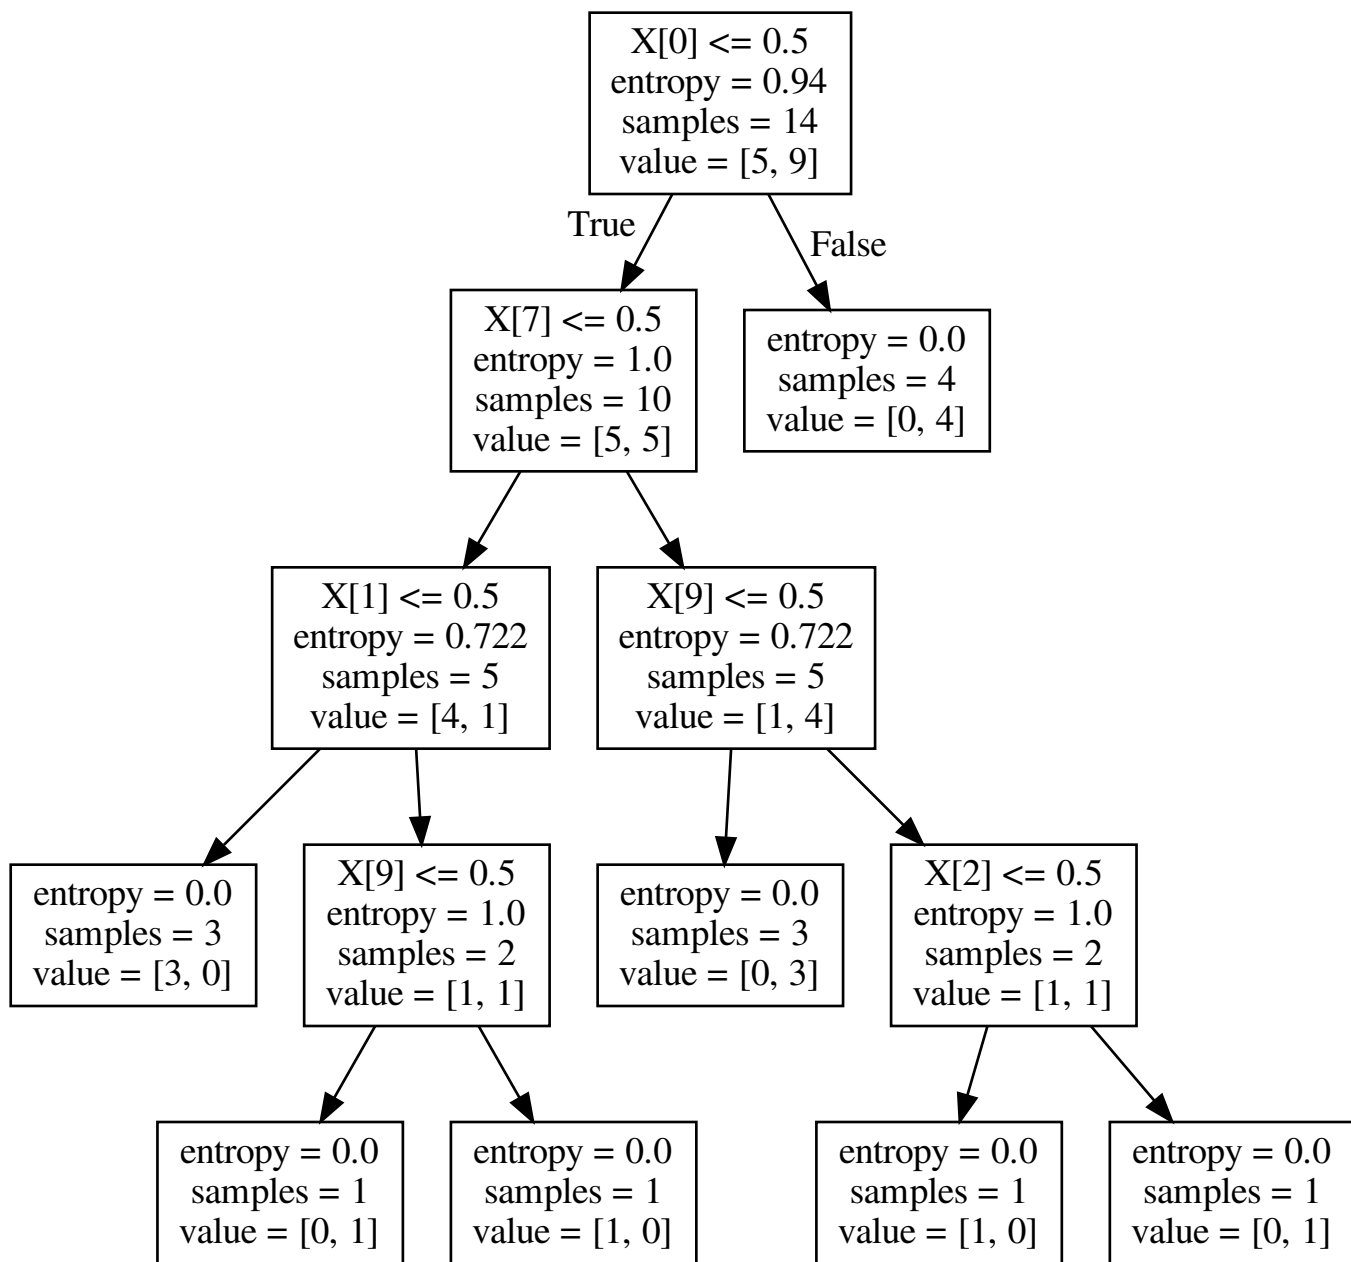 X[0] <= 0.5
entropy = 0.94
samples = 14
value = [5, 9]
True
False
X[7] <= 0.5
entropy = 1.0
samples = 10
value = [5, 5]
entropy = 0.0
samples = 4
value = [0, 4]
X[1] <= 0.5
entropy = 0.722
samples = 5
value = [4, 1]
X[9] <= 0.5
entropy = 0.722
samples = 5
value = [1, 4]
entropy = 0.0
samples = 3
value = [3, 0]
X[9] <= 0.5
entropy = 1.0
samples = 2
value = [1, 1]
entropy = 0.0
samples = 3
value = [0, 3]
X[2] <= 0.5
entropy = 1.0
samples = 2
value = [1, 1]
entropy = 0.0
samples = 1
value = [0, 1]
entropy = 0.0
samples = 1
value = [1, 0]
entropy = 0.0
samples = 1
value = [1, 0]
entropy = 0.0
samples = 1
value = [0, 1]